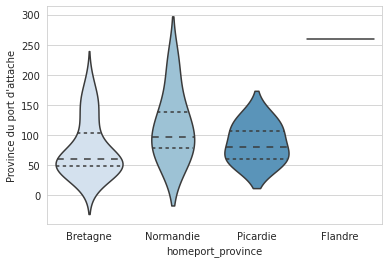 300
250
200
150
100
50
0
Province du port d'attache
Bretagne Normandie Picardie Flandre
homeport_province